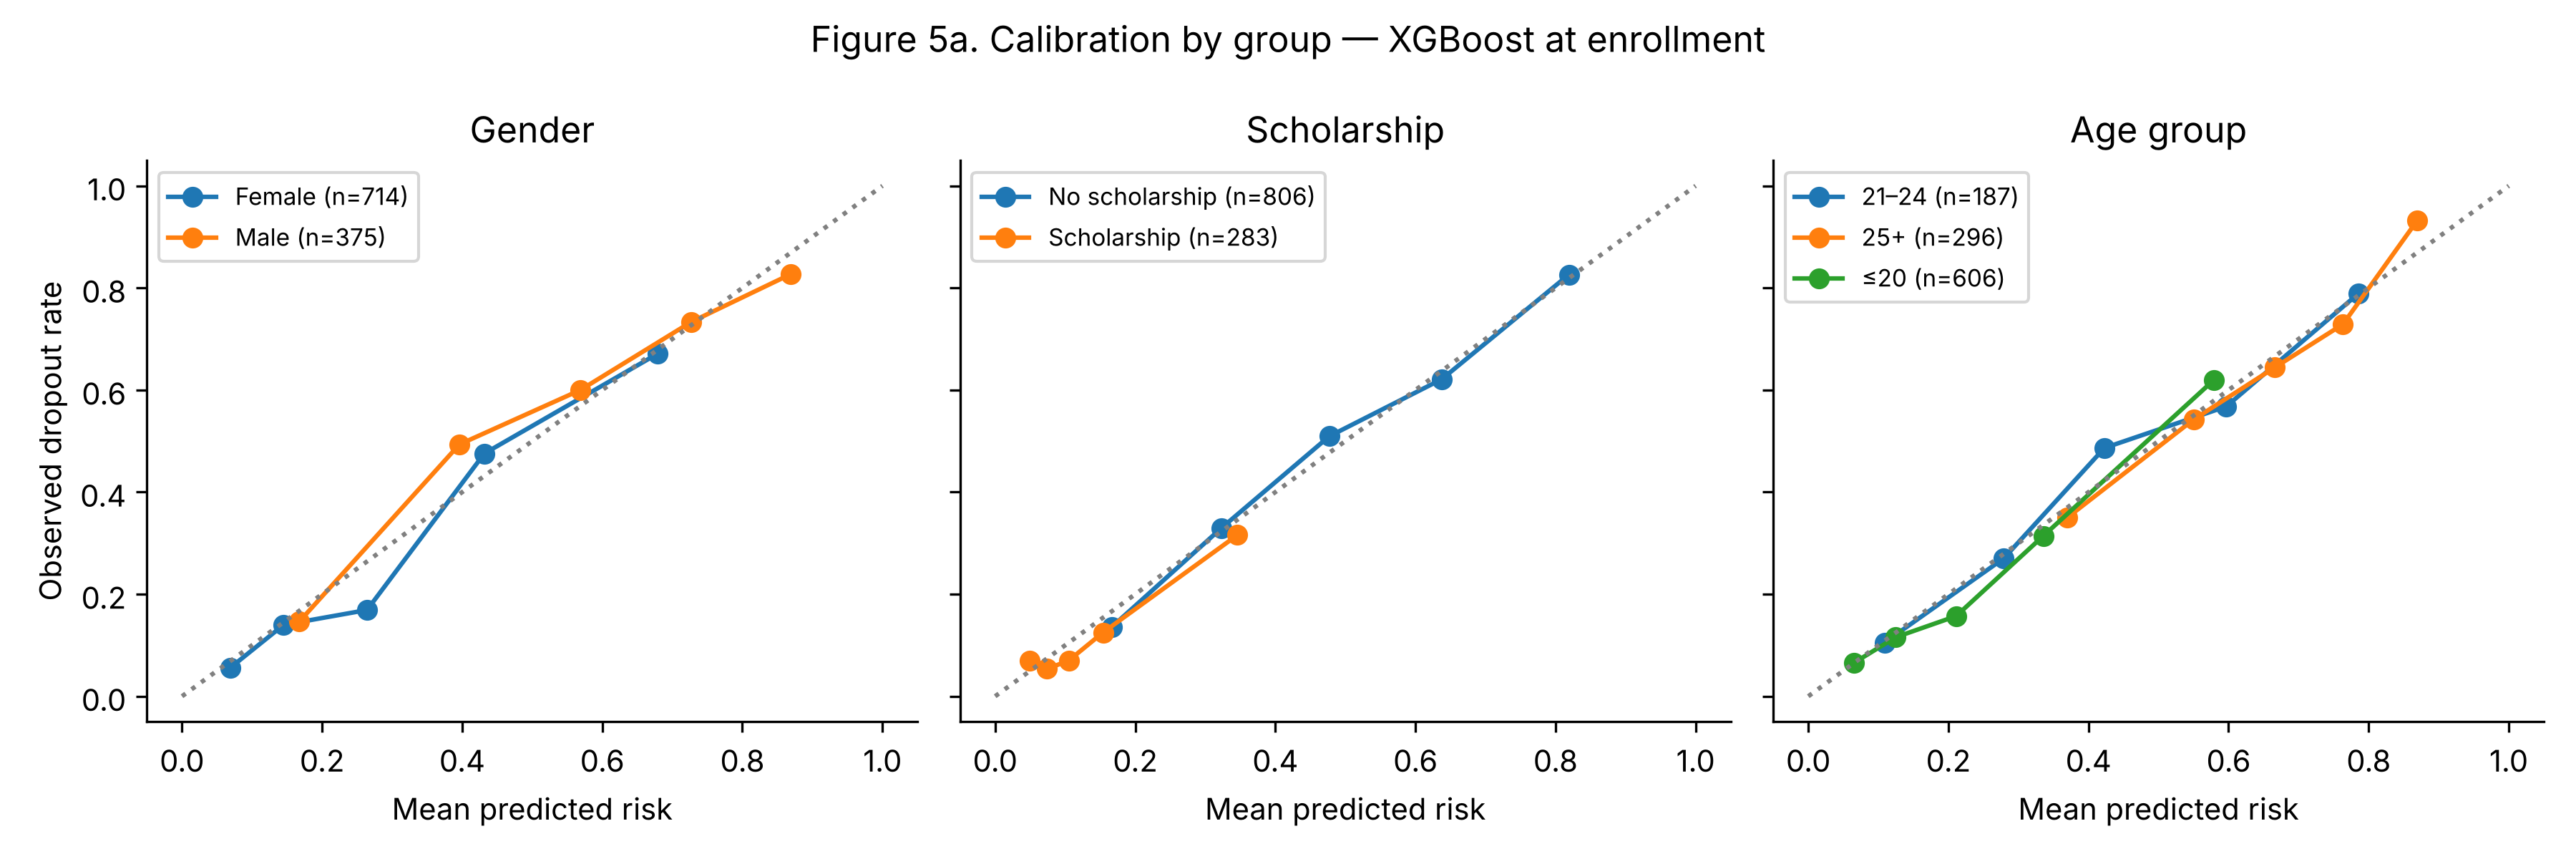 Figure 5a. Calibration by group — XGBoost at enrollment
Gender
Female (n=714)
Male (n=375)
Observed dropout rate
1.0
0.8
0.6
0.4
0.2
0.0
0.0 0.2 0.4 0.6 0.8 1.0
Mean predicted risk
Scholarship
No scholarship (n=806)
Scholarship (n=283)
0.0 0.2 0.4 0.6 0.8 1.0
Mean predicted risk
Age group
21–24 (n=187)
25+ (n=296)
≤20 (n=606)
0.0 0.2 0.4 0.6 0.8 1.0
Mean predicted risk